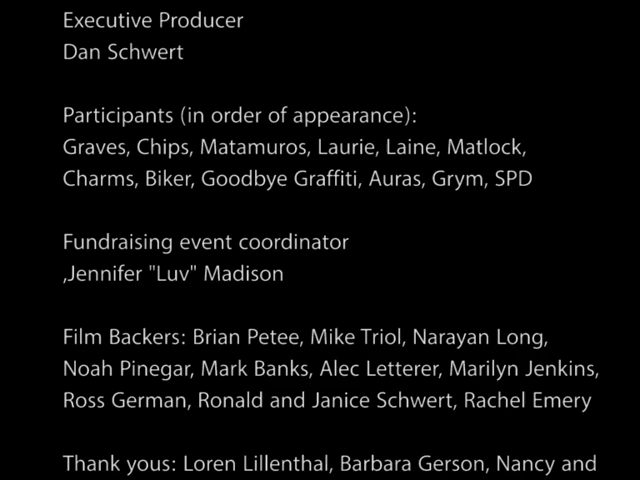 Executive Producer
Dan Schwert
Participants (in order of appearance):
Graves, Chips, Matamuros, Laurie, Laine, Matlock,
Charms, Biker, Goodbye Graffiti, Auras, Grym, SPD
Fundraising event coordinator
,Jennifer "Luv" Madison
Film Backers: Brian Petee, Mike Triol, Narayan Long,
Noah Pinegar, Mark Banks, Alec Letterer, Marilyn Jenkins,
Ross German, Ronald and Janice Schwert, Rachel Emery
Thank yous: Loren Lillenthal, Barbara Gerson, Nancy and